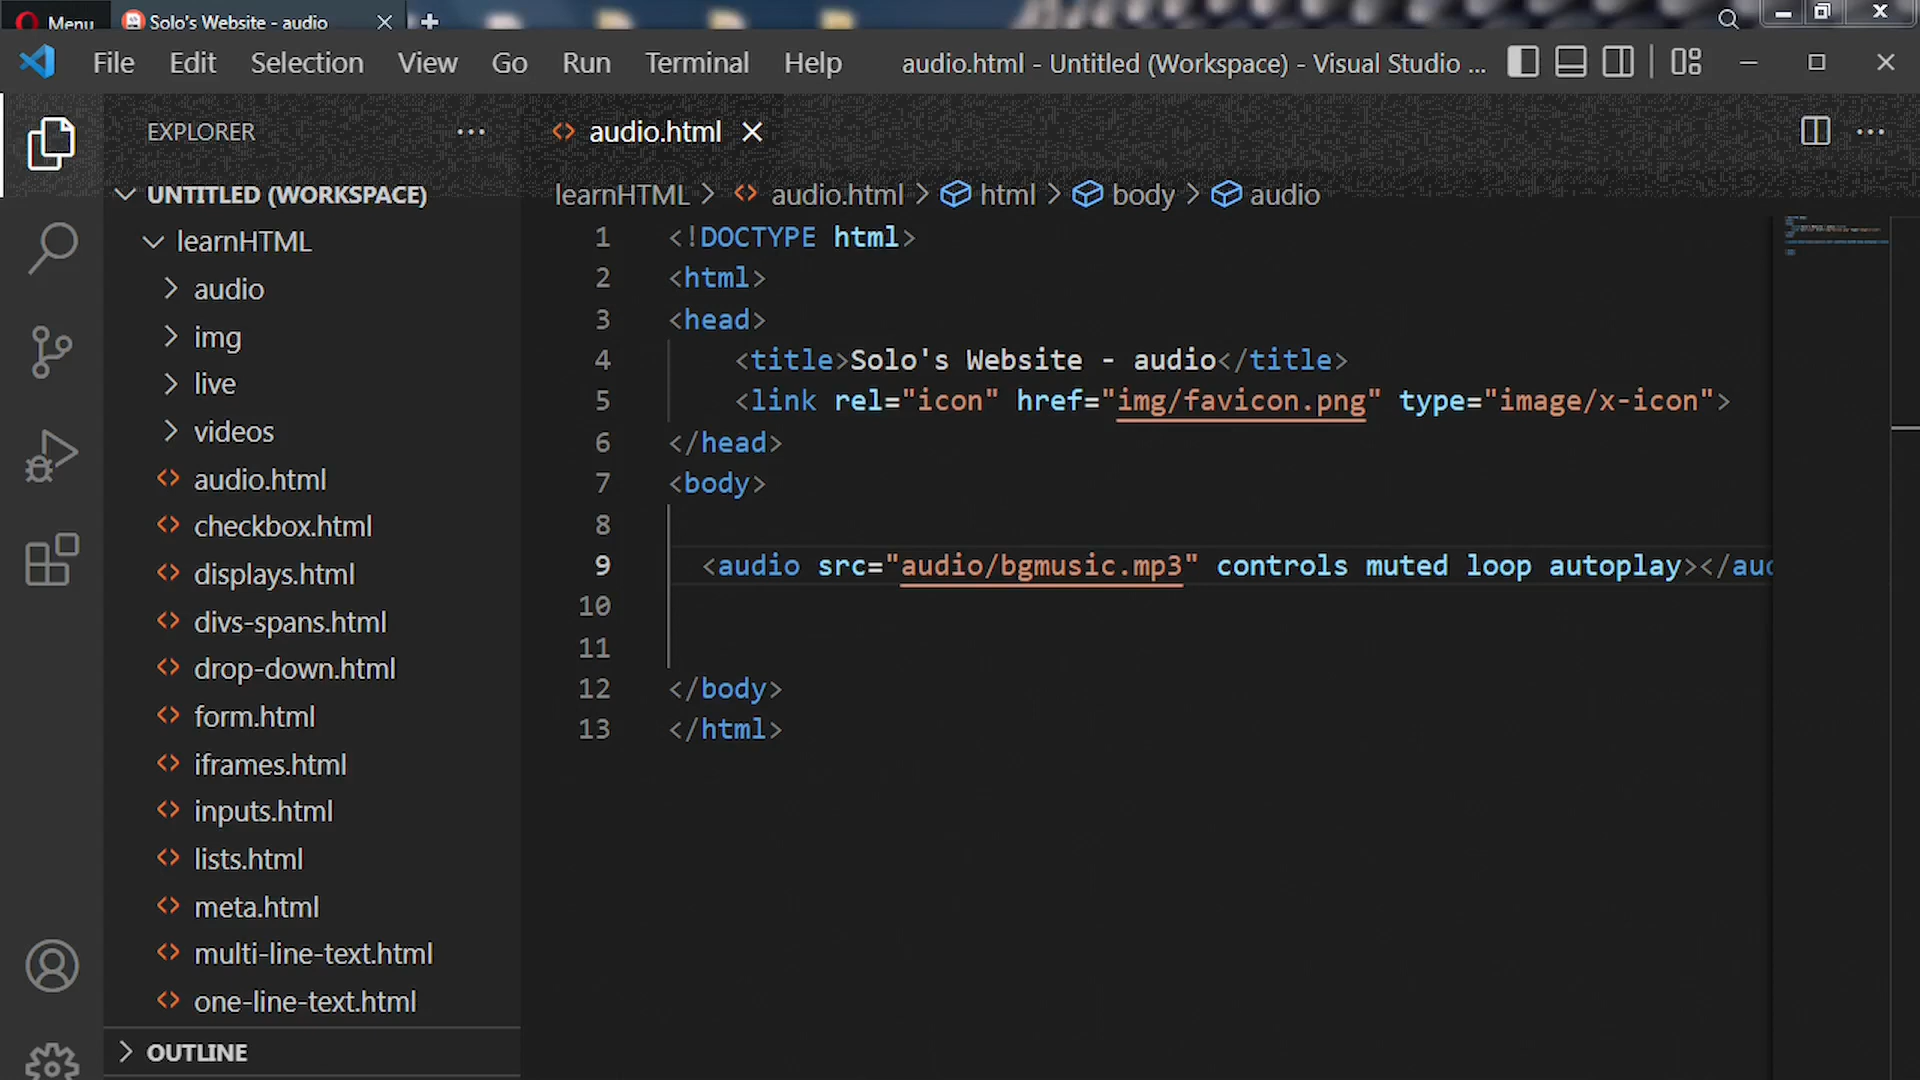 Menu
Solo's Website - audio
File Edit Selection View Go Run Terminal Help
audio.html - Untitled (Workspace) - Visual Studio ...
EXPLORER
audio.html
UNTITLED (WORKSPACE)
learnHTML > audio.html > html > body > audio
learnHTML
audio
img
live
videos
audio.html
checkbox.html
displays.html
divs-spans.html
drop-down.html
form.html
iframes.html
inputs.html
lists.html
meta.html
multi-line-text.html
one-line-text.html
OUTLINE
1 <!DOCTYPE html>
2 <html>
3 <head>
4 <title>Solo's Website - audio</title>
5 <link rel="icon" href="img/favicon.png" type="image/x-icon">
6 </head>
7 <body>
8
9 <audio src="audio/bgmusic.mp3" controls muted loop autoplay></aud
10
11
12 </body>
13 </html>